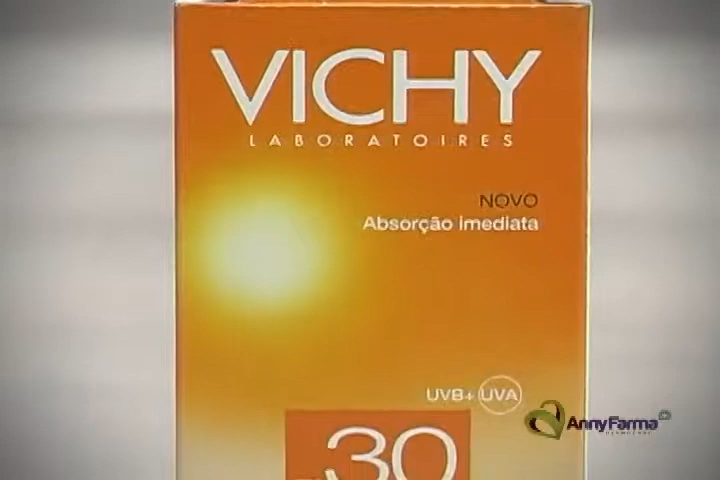 VICHY
LABORATOIRES
NOVO
Absorção imediata
UVB+ UVA
AnnyFarma
30